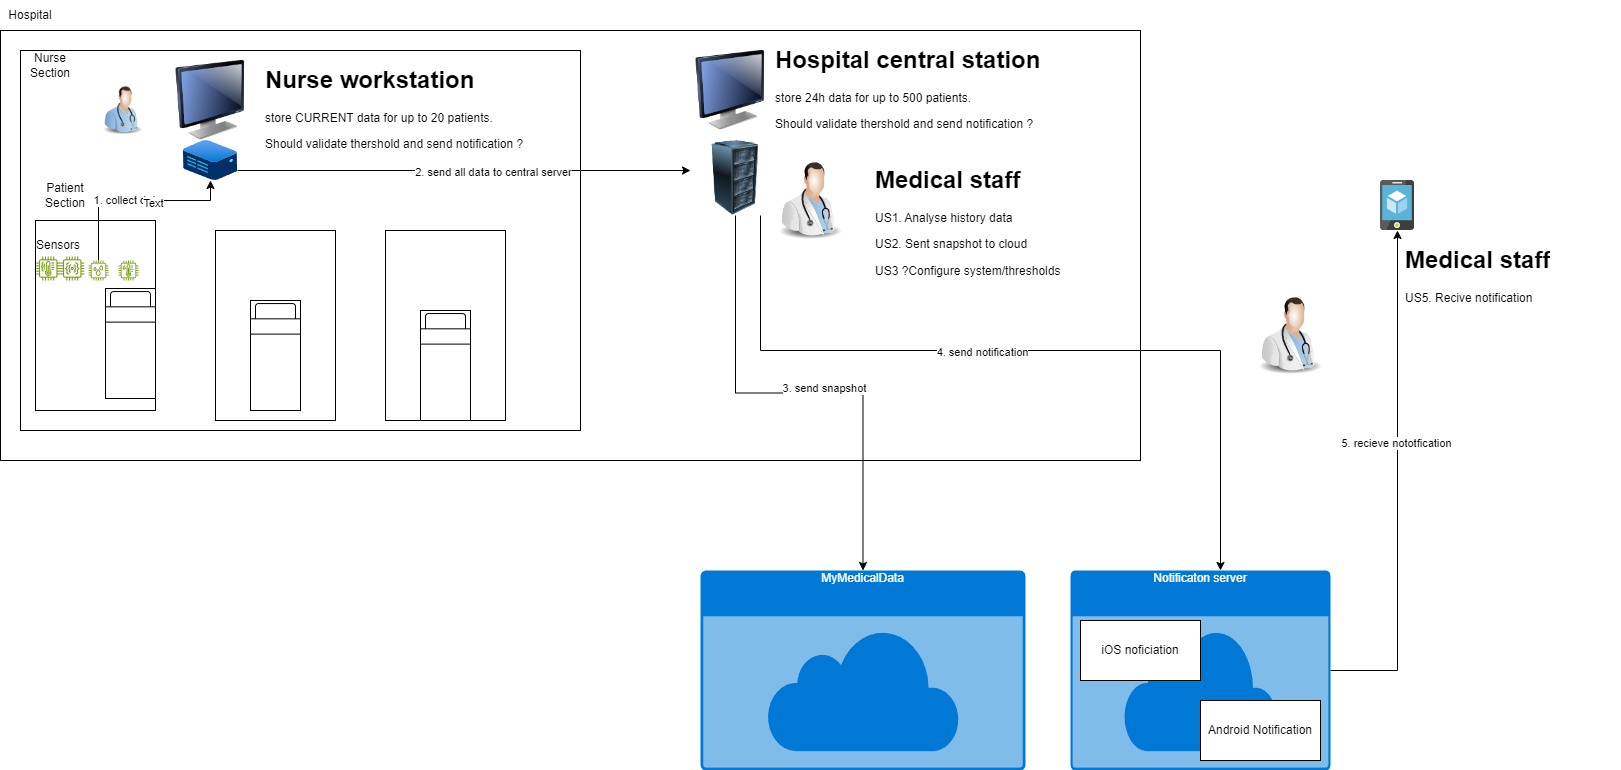 Hospital
Nurse
Section
Nurse workstation
store CURRENT data for up to 20 patients.
Should validate thershold and send notification ?
Hospital central station
store 24h data for up to 500 patients.
Should validate thershold and send notification ?
2. send all data to central server
Medical staff
US1. Analyse history data
US2. Sent snapshot to cloud
US3 ?Configure system/thresholds
Patient
Section
1. collect
Text
Sensors
Medical staff
US5. Recive notification
4. send notification
3. send snapshot
5. recieve nototfication
MyMedicalData
Notificaton server
iOS noficiation
Android Notification